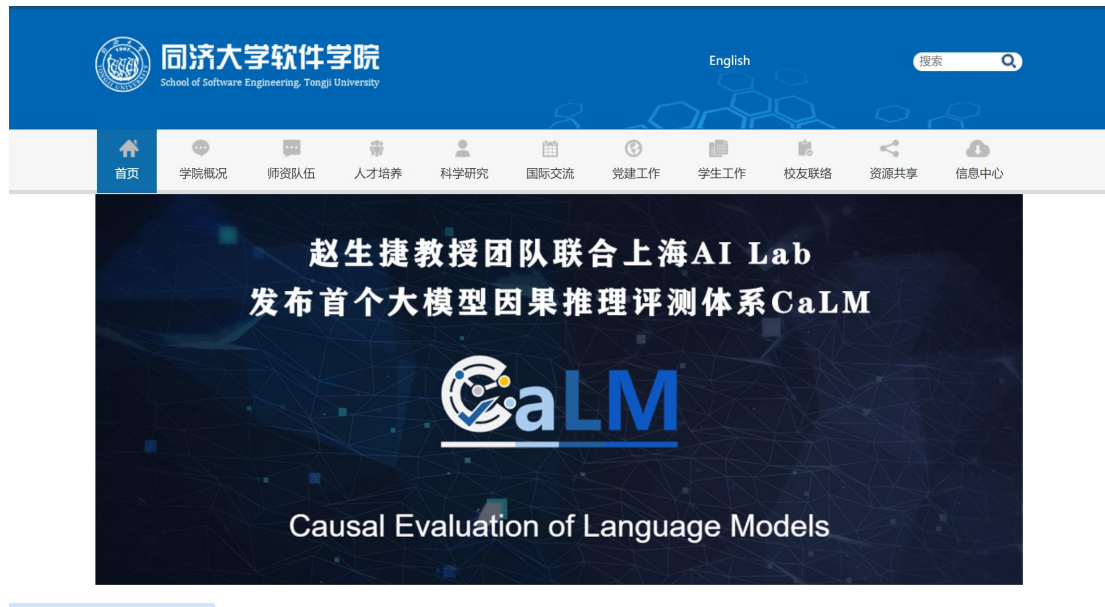 同济大学软件学院
School of Software Engineering, Tongji University
English
搜索
首页
学院概况
师资队伍
人才培养
科学研究
国际交流
党建工作
学生工作
校友联络
资源共享
信息中心
赵生捷教授团队联合上海AI Lab
发布首个大模型因果推理评测体系CaLM
CaLM
Causal Evaluation of Language Models